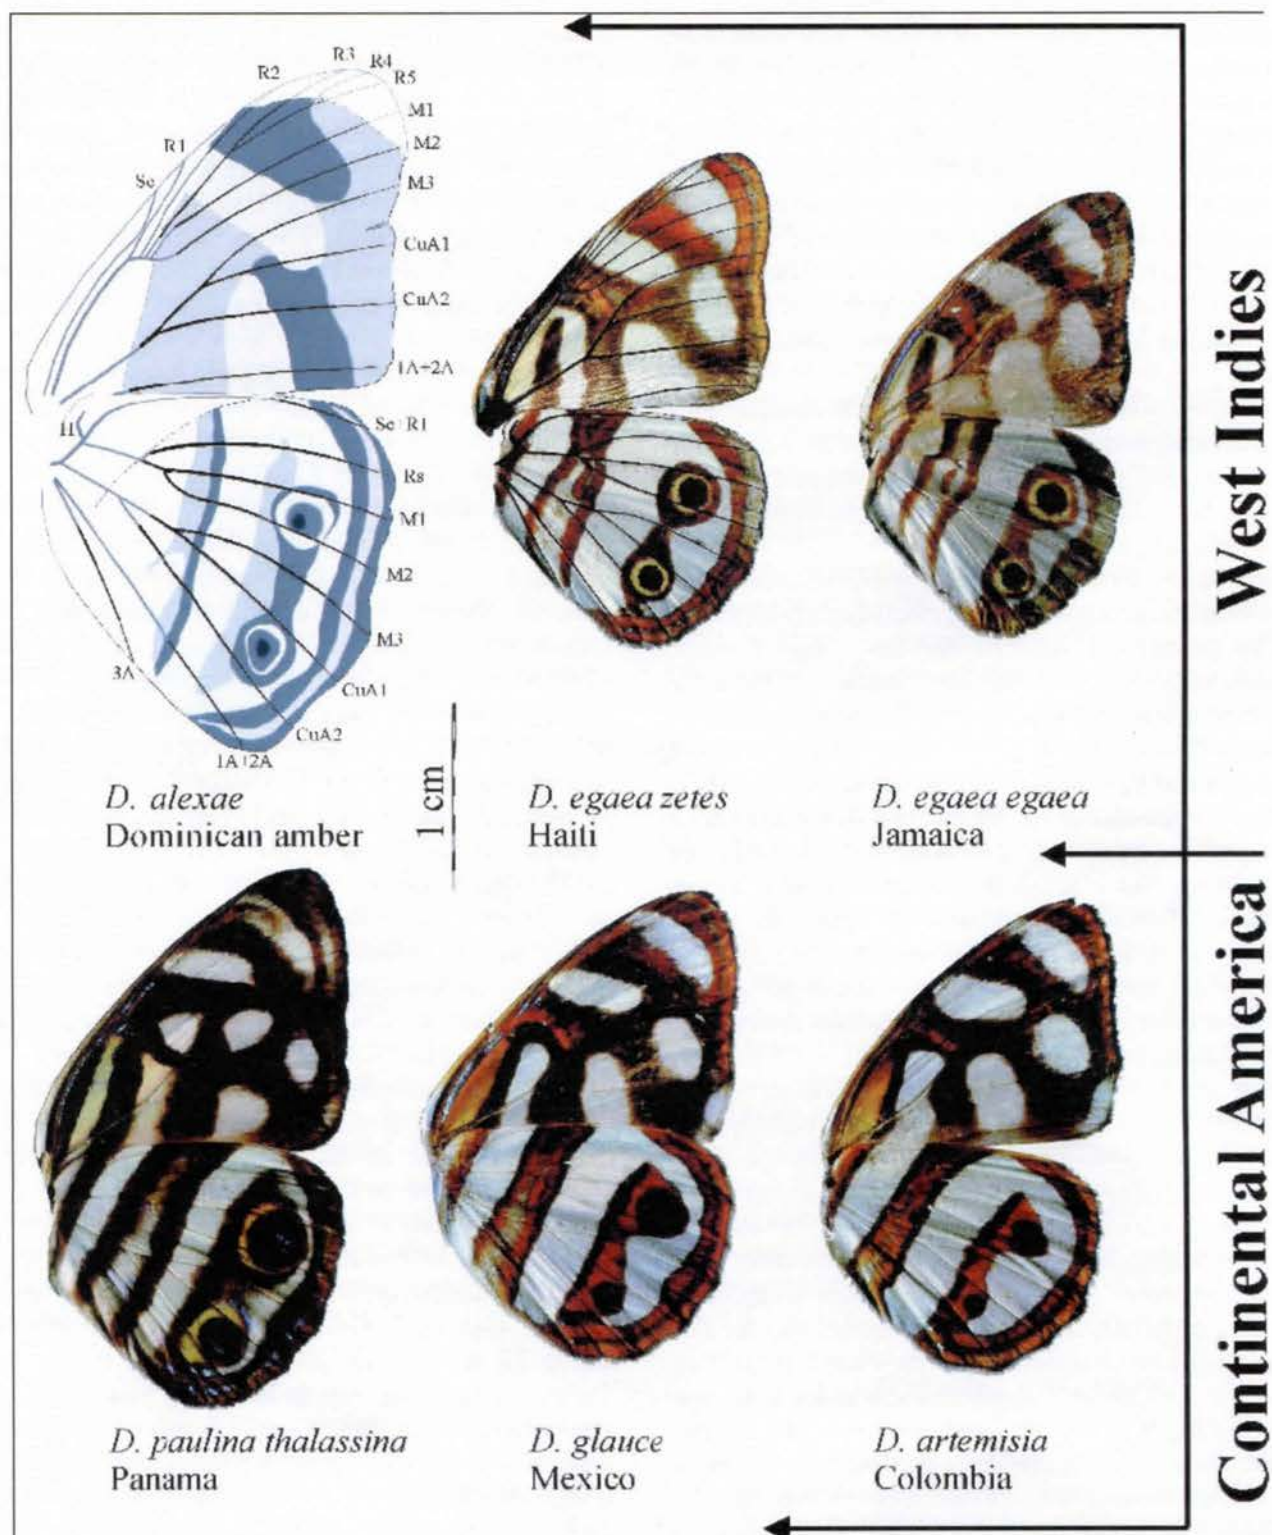 R3
R4
R2
R5
M1
M2
R1
M3
Sc
CuA1
CuA2
1A+2A
H
Sc+R1
Rs
M1
M2
M3
3A
CuA1
CuA2
1A+2A
D. alexae
Dominican amber
1 cm
D. egaea zetes
Haiti
D. egaea egaea
Jamaica
West Indies
D. paulina thalassina
Panama
D. glauce
Mexico
D. artemisia
Colombia
Continental America